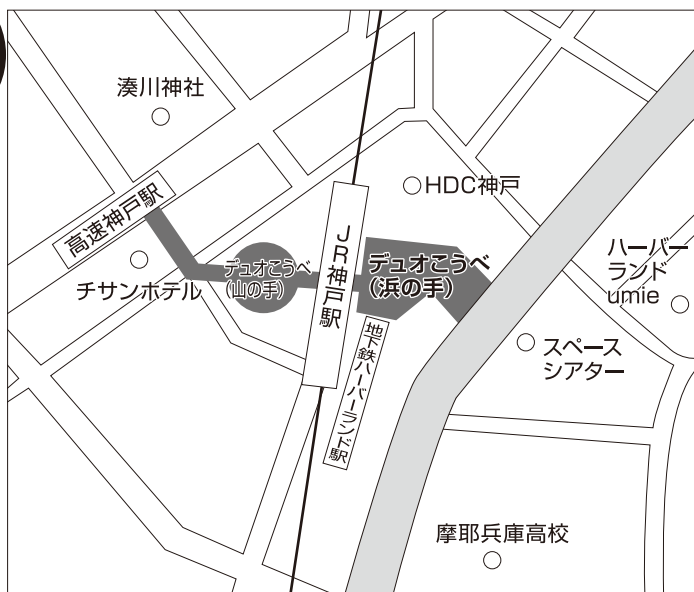 湊川神社
HDC神戸
高速神戸駅
JR神戸駅
チサンホテル
デュオこうべ
(山の手)
デュオこうべ
(浜の手)
ハーバー
ランド
umie
地下鉄ハーバーランド駅
スペース
シアター
摩耶兵庫高校